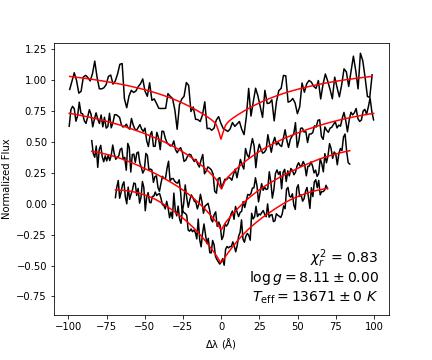 1.25
1.00
0.75
0.50
0.25
0.00
−0.25
−0.50
−0.75
Normalized Flux
χ²ᵣ = 0.83
log g = 8.11 ± 0.00
T_eff = 13671 ± 0 K
−100 −75 −50 −25 0 25 50 75 100
Δλ (Å)